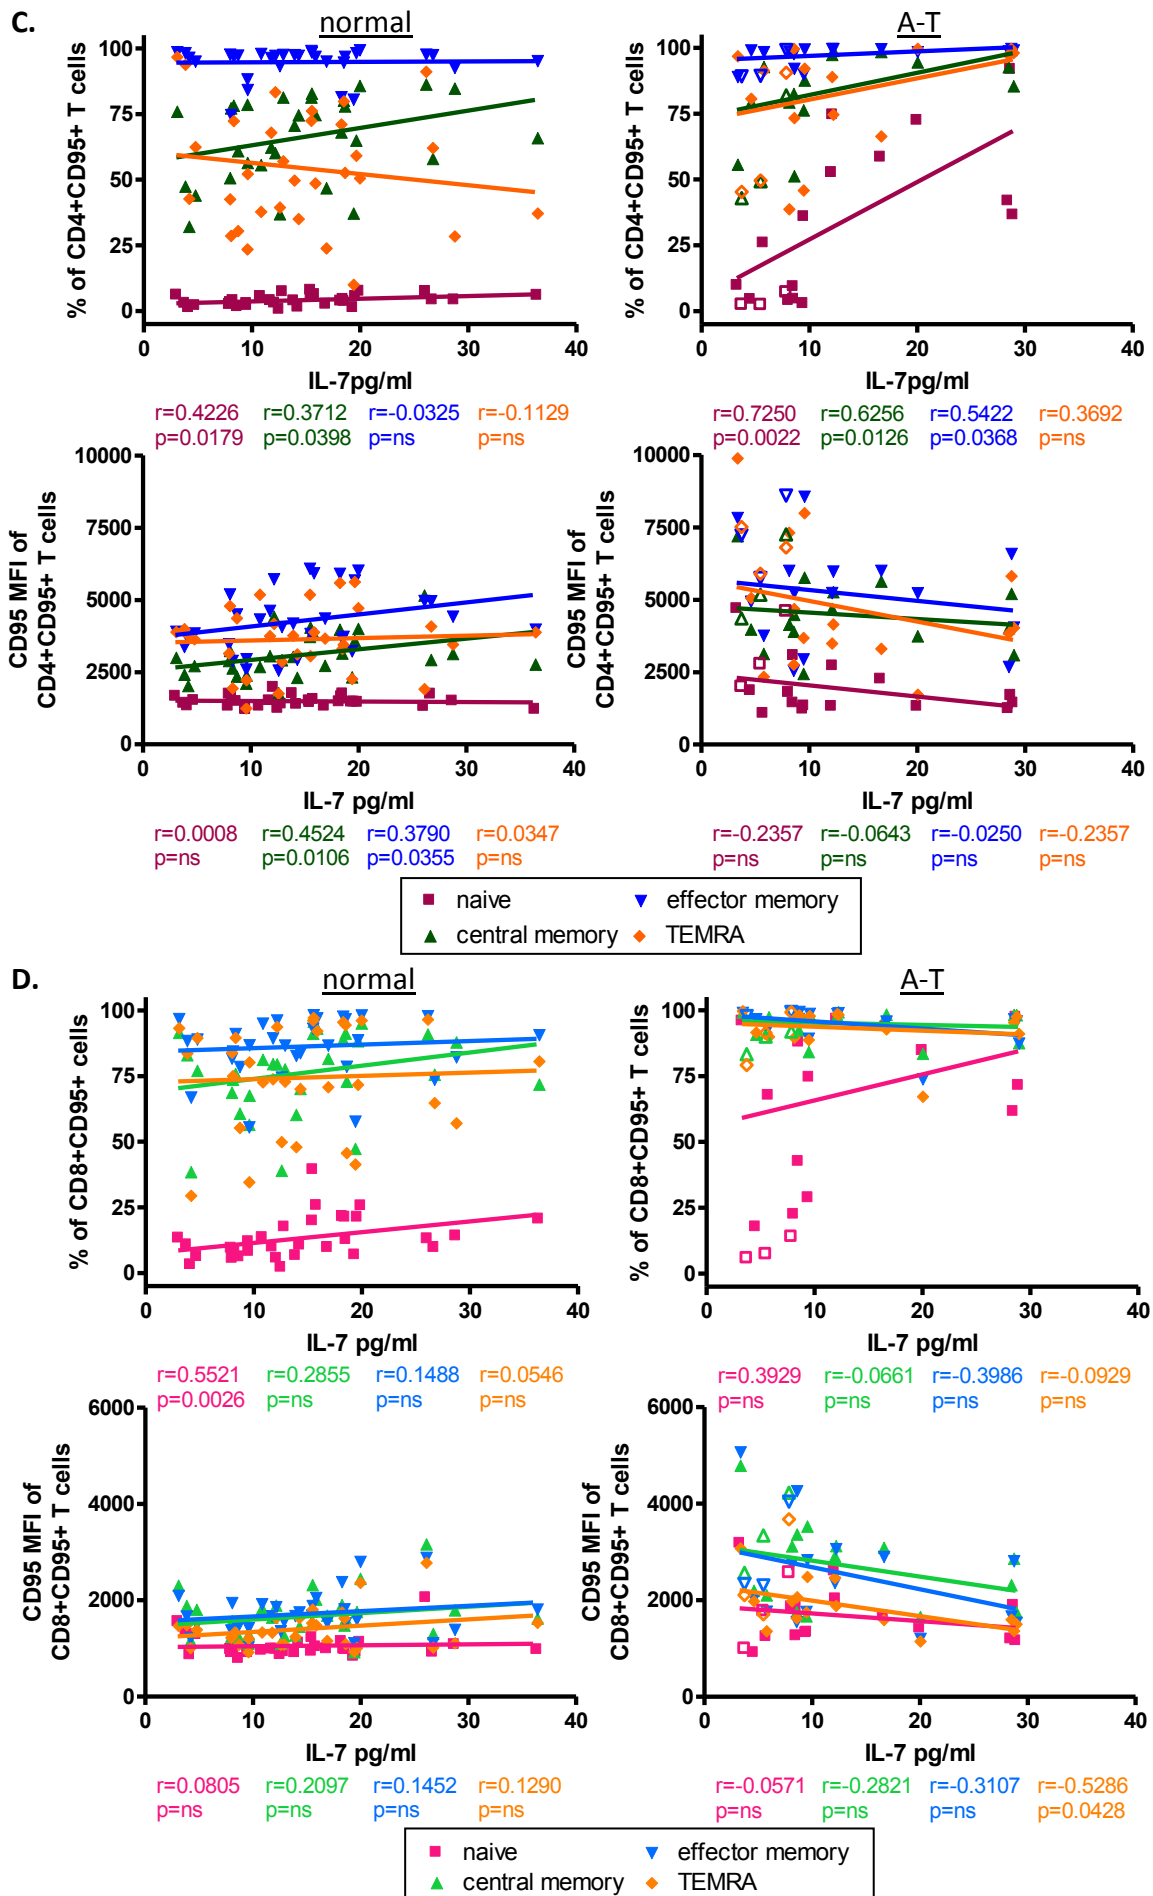 C.
normal
A-T
% of CD4+CD95+ T cells
100
75
50
25
0
0 10 20 30 40
IL-7pg/ml
r=0.4226 r=0.3712 r=-0.0325 r=-0.1129
p=0.0179 p=0.0398 p=ns p=ns
% of CD4+CD95+ T cells
100
75
50
25
0
0 10 20 30 40
IL-7pg/ml
r=0.7250 r=0.6256 r=0.5422 r=0.3692
p=0.0022 p=0.0126 p=0.0368 p=ns
CD95 MFI of
CD4+CD95+ T cells
10000
7500
5000
2500
0
0 10 20 30 40
IL-7 pg/ml
r=0.0008 r=0.4524 r=0.3790 r=0.0347
p=ns p=0.0106 p=0.0355 p=ns
CD95 MFI of
CD4+CD95+ T cells
10000
7500
5000
2500
0
0 10 20 30 40
IL-7 pg/ml
r=-0.2357 r=-0.0643 r=-0.0250 r=-0.2357
p=ns p=ns p=ns p=ns
naive effector memory
central memory TEMRA
D.
normal
A-T
% of CD8+CD95+ cells
100
75
50
25
0
0 10 20 30 40
IL-7 pg/ml
r=0.5521 r=0.2855 r=0.1488 r=0.0546
p=0.0026 p=ns p=ns p=ns
% of CD8+CD95+ T cells
100
75
50
25
0
0 10 20 30 40
IL-7 pg/ml
r=0.3929 r=-0.0661 r=-0.3986 r=-0.0929
p=ns p=ns p=ns p=ns
CD95 MFI of
CD8+CD95+ T cells
6000
4000
2000
0
0 10 20 30 40
IL-7 pg/ml
r=0.0805 r=0.2097 r=0.1452 r=0.1290
p=ns p=ns p=ns p=ns
CD95 MFI of
CD8+CD95+ T cells
6000
4000
2000
0
0 10 20 30 40
IL-7 pg/ml
r=-0.0571 r=-0.2821 r=-0.3107 r=-0.5286
p=ns p=ns p=ns p=0.0428
naive effector memory
central memory TEMRA